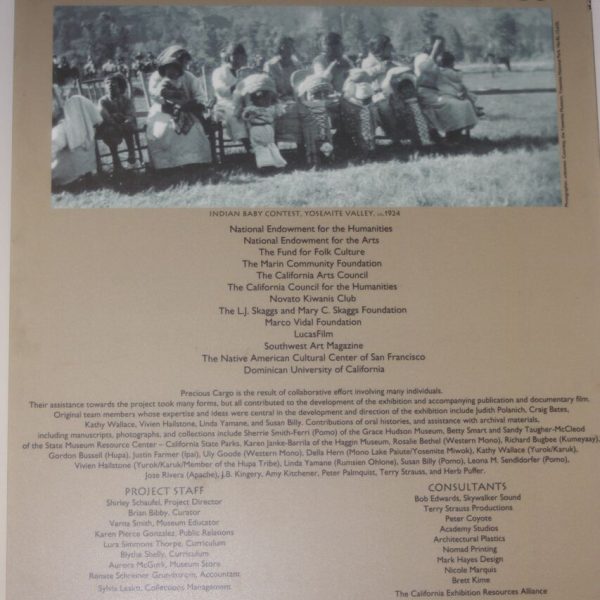 INDIAN BABY CONTEST, YOSEMITE VALLEY, ca. 1924
National Endowment for the Humanities
National Endowment for the Arts
The Fund for Folk Culture
The Marin Community Foundation
The California Arts Council
The California Council for the Humanities
Novato Kiwanis Club
The L.J. Skaggs and Mary C. Skaggs Foundation
Marco Vidal Foundation
LucasFilm
Southwest Art Magazine
The Native American Cultural Center of San Francisco
Dominican University of California
Precious Cargo is the result of collaborative effort involving many individuals.
Their assistance towards the project took many forms, but all contributed to the development of the exhibition and accompanying publication and documentary film.
Original team members whose expertise and ideas were central in the development and direction of the exhibition include Judith Polanich, Craig Bates,
Kathy Wallace, Vivien Hailstone, Linda Yamane, and Susan Billy. Contributions of oral histories, and assistance with archival materials,
including manuscripts, photographs, and collections include Sherrie Smith-Ferri (Pomo) of the Grace Hudson Museum, Betty Smart and Sandy Taugher-McCleod
of the State Museum Resource Center – California State Parks, Karen Janke-Barrila of the Haggin Museum, Rosalie Bethel (Western Mono), Richard Bugbee (Kumeyaay),
Gordon Bussell (Hupa), Justin Farmer (Ipai), Uly Goode (Western Mono), Della Hern (Mono Lake Paiute/Yosemite Miwok), Kathy Wallace (Yurok/Karuk),
Vivien Hailstone (Yurok/Karuk/Member of the Hupa Tribe), Linda Yamane (Rumsien Ohlone), Susan Billy (Pomo), Leona M. Sendldorfer (Pomo),
Jose Rivera (Apache), J.B. Kingery, Amy Kitchener, Peter Palmquist, Terry Strauss, and Herb Puffer.
PROJECT STAFF
Shirley Schaufel, Project Director
Brian Bibby, Curator
Vanta Smith, Museum Educator
Karen Pierce Gonzalez, Public Relations
Lura Simmons Thorpe, Curriculum
Blythe Shelly, Curriculum
Aurora McGurk, Museum Store
Renate Schriener Grunstrom, Accountant
Sylvia Leakin, Collections Management
CONSULTANTS
Bob Edwards, Skywalker Sound
Terry Strauss Productions
Peter Coyote
Academy Studios
Architectural Plastics
Nomad Printing
Mark Hayes Design
Nicole Marquis
Brett Kime
The California Exhibition Resources Alliance